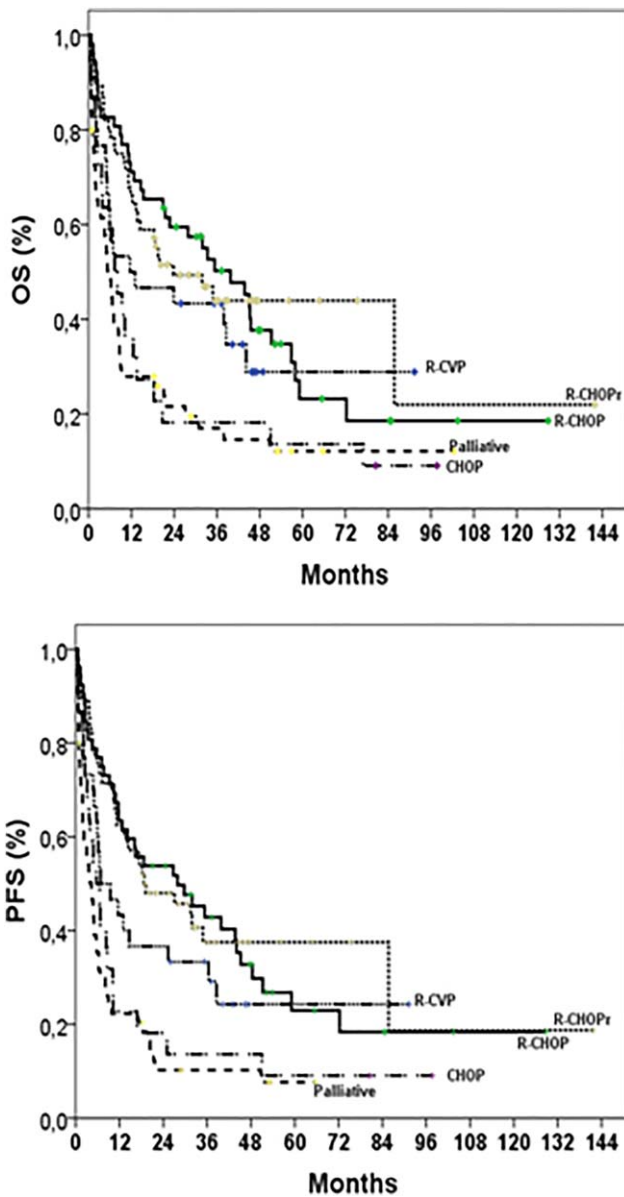 OS (%)
1,0
0,8
0,6
0,4
0,2
0,0
R-CVP
R-CHOPr
R-CHOP
Palliative
CHOP
0 12 24 36 48 60 72 84 96 108 120 132 144
Months
PFS (%)
1,0
0,8
0,6
0,4
0,2
0,0
R-CVP
R-CHOPr
R-CHOP
CHOP
Palliative
0 12 24 36 48 60 72 84 96 108 120 132 144
Months